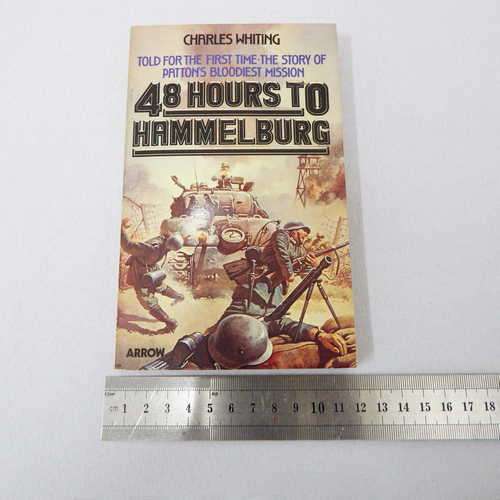 CHARLES WHITING
TOLD FOR THE FIRST TIME·THE STORY OF
PATTON'S BLOODIEST MISSION
48 HOURS TO
HAMMELBURG
ARROW
cm 1 2 3 4 5 6 7 8 9 10 11 12 13 14 15 16 17 18